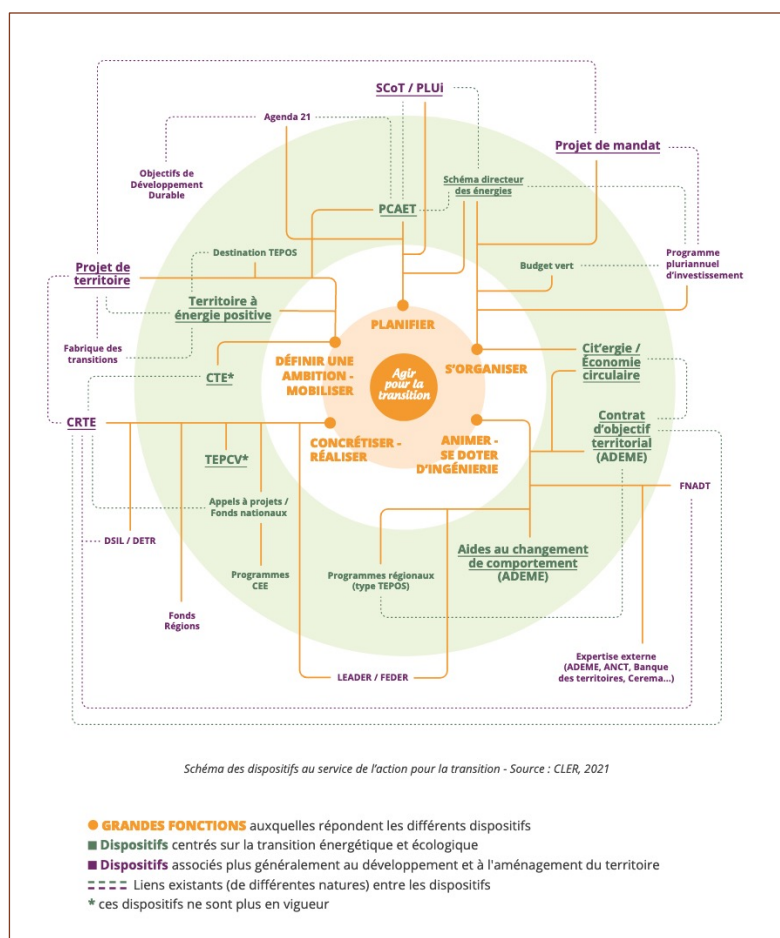 SCoT / PLUi
Agenda 21
Projet de mandat
Objectifs de
Développement
Durable
Schéma directeur
des énergies
PCAET
Destination TEPOS
Budget vert
Programme
pluriannuel
d'investissement
Projet de
territoire
Territoire à
énergie positive
PLANIFIER
Fabrique des
transitions
CTE*
DÉFINIR UNE
AMBITION -
MOBILISER
Agir
pour la
transition
S'ORGANISER
Cit'ergie /
Économie
circulaire
CRTE
CONCRÉTISER -
RÉALISER
ANIMER -
SE DOTER
D'INGÉNIERIE
Contrat
d'objectif
territorial
(ADEME)
TEPCV*
FNADT
Appels à projets /
Fonds nationaux
DSIL / DETR
Programmes
CEE
Programmes régionaux
(type TEPOS)
Aides au changement
de comportement
(ADEME)
Fonds
Régions
LEADER / FEDER
Expertise externe
(ADEME, ANCT, Banque
des territoires, Cerema...)
Schéma des dispositifs au service de l'action pour la transition - Source : CLER, 2021
GRANDES FONCTIONS auxquelles répondent les différents dispositifs
Dispositifs centrés sur la transition énergétique et écologique
Dispositifs associés plus généralement au développement et à l'aménagement du territoire
Liens existants (de différentes natures) entre les dispositifs
* ces dispositifs ne sont plus en vigueur